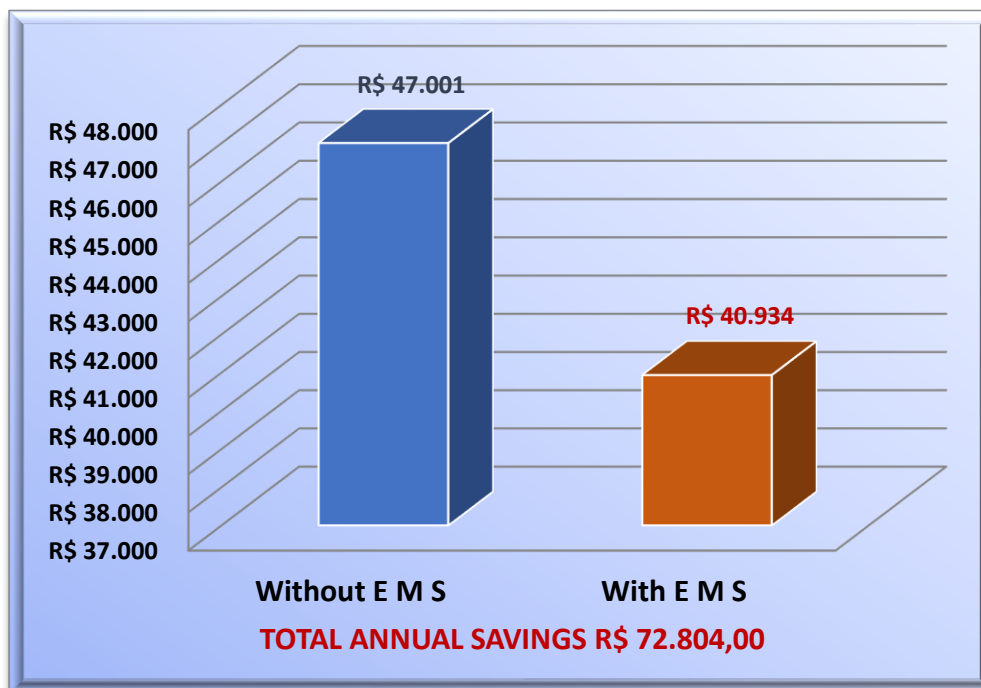 R$ 47.001
R$ 48.000
R$ 47.000
R$ 46.000
R$ 45.000
R$ 44.000
R$ 43.000
R$ 40.934
R$ 42.000
R$ 41.000
R$ 40.000
R$ 39.000
R$ 38.000
R$ 37.000
Without E M S
With E M S
TOTAL ANNUAL SAVINGS R$ 72.804,00